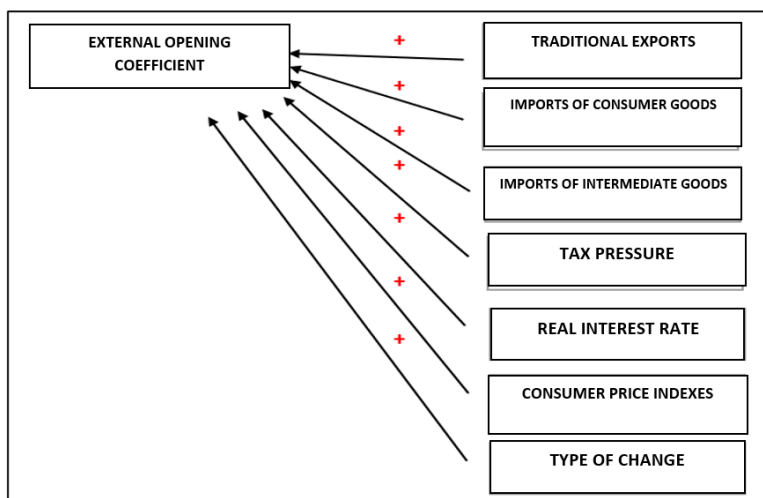 EXTERNAL OPENING
COEFFICIENT
+
TRADITIONAL EXPORTS
+
IMPORTS OF CONSUMER GOODS
+
+
IMPORTS OF INTERMEDIATE GOODS
+
TAX PRESSURE
+
REAL INTEREST RATE
+
CONSUMER PRICE INDEXES
TYPE OF CHANGE